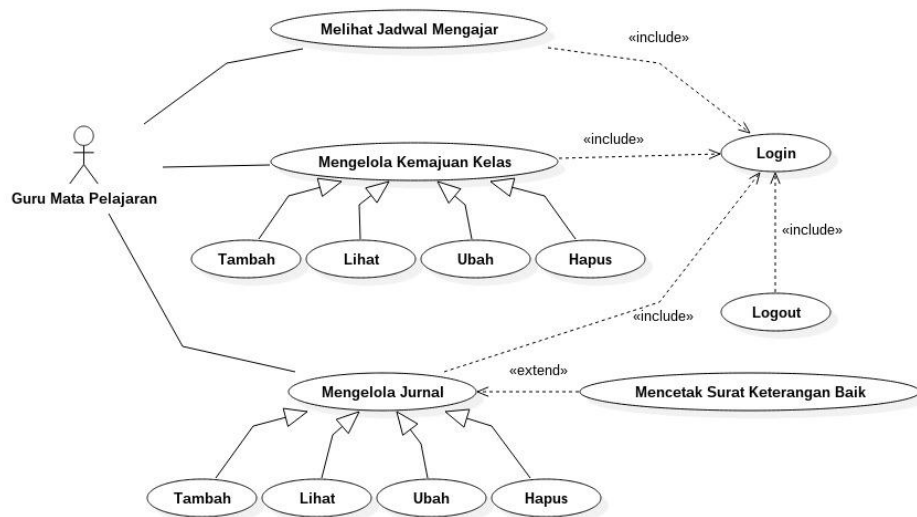 Melihat Jadwal Mengajar
«include»
«include»
Mengelola Kemajuan Kelas
Login
Guru Mata Pelajaran
«include»
Tambah
Lihat
Ubah
Hapus
«include»
Logout
«extend»
Mengelola Jurnal
Mencetak Surat Keterangan Baik
Tambah
Lihat
Ubah
Hapus